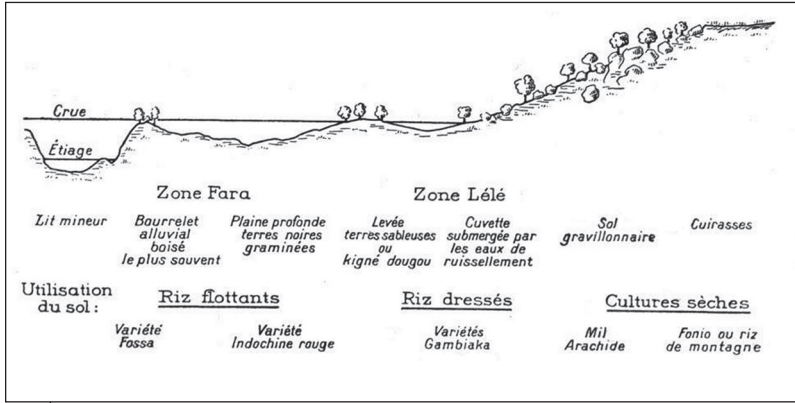 Crue
Étiage
Zone Fara
Zone Lélé
Lit mineur
Bourrelet
alluvial
boisé
le plus souvent
Plaine profonde
terres noires
graminées
Levée
terres sableuses
ou
kigné dougou
Cuvette
submergée par
les eaux de
ruissellement
Sol
gravillonnaire
Cuirasses
Utilisation
du sol :
Riz flottants
Riz dressés
Cultures sèches
Variété
Fossa
Variété
Indochine rouge
Variétés
Gambiaka
Mil
Arachide
Fonio ou riz
de montagne